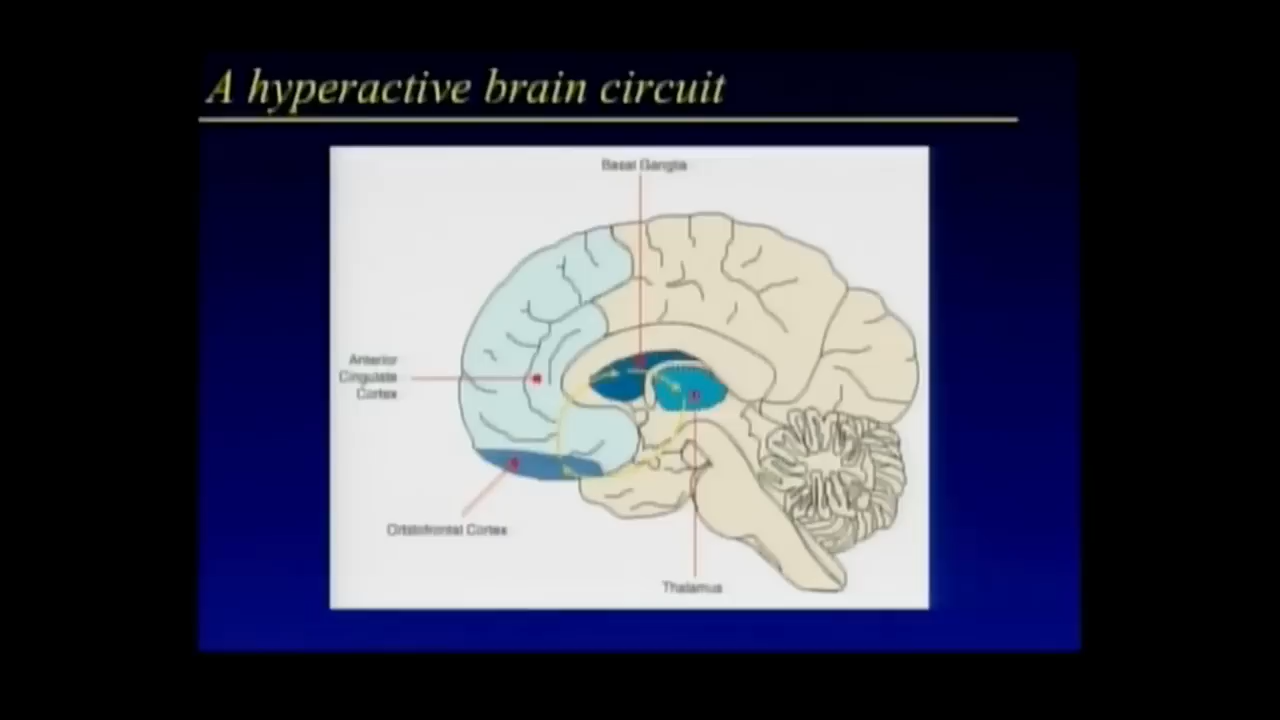 A hyperactive brain circuit
Basal Ganglia
Anterior
Cingulate
Cortex
Orbitofrontal Cortex
Thalamus